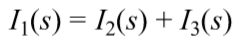 I₁(s) = I₂(s) + I₃(s)